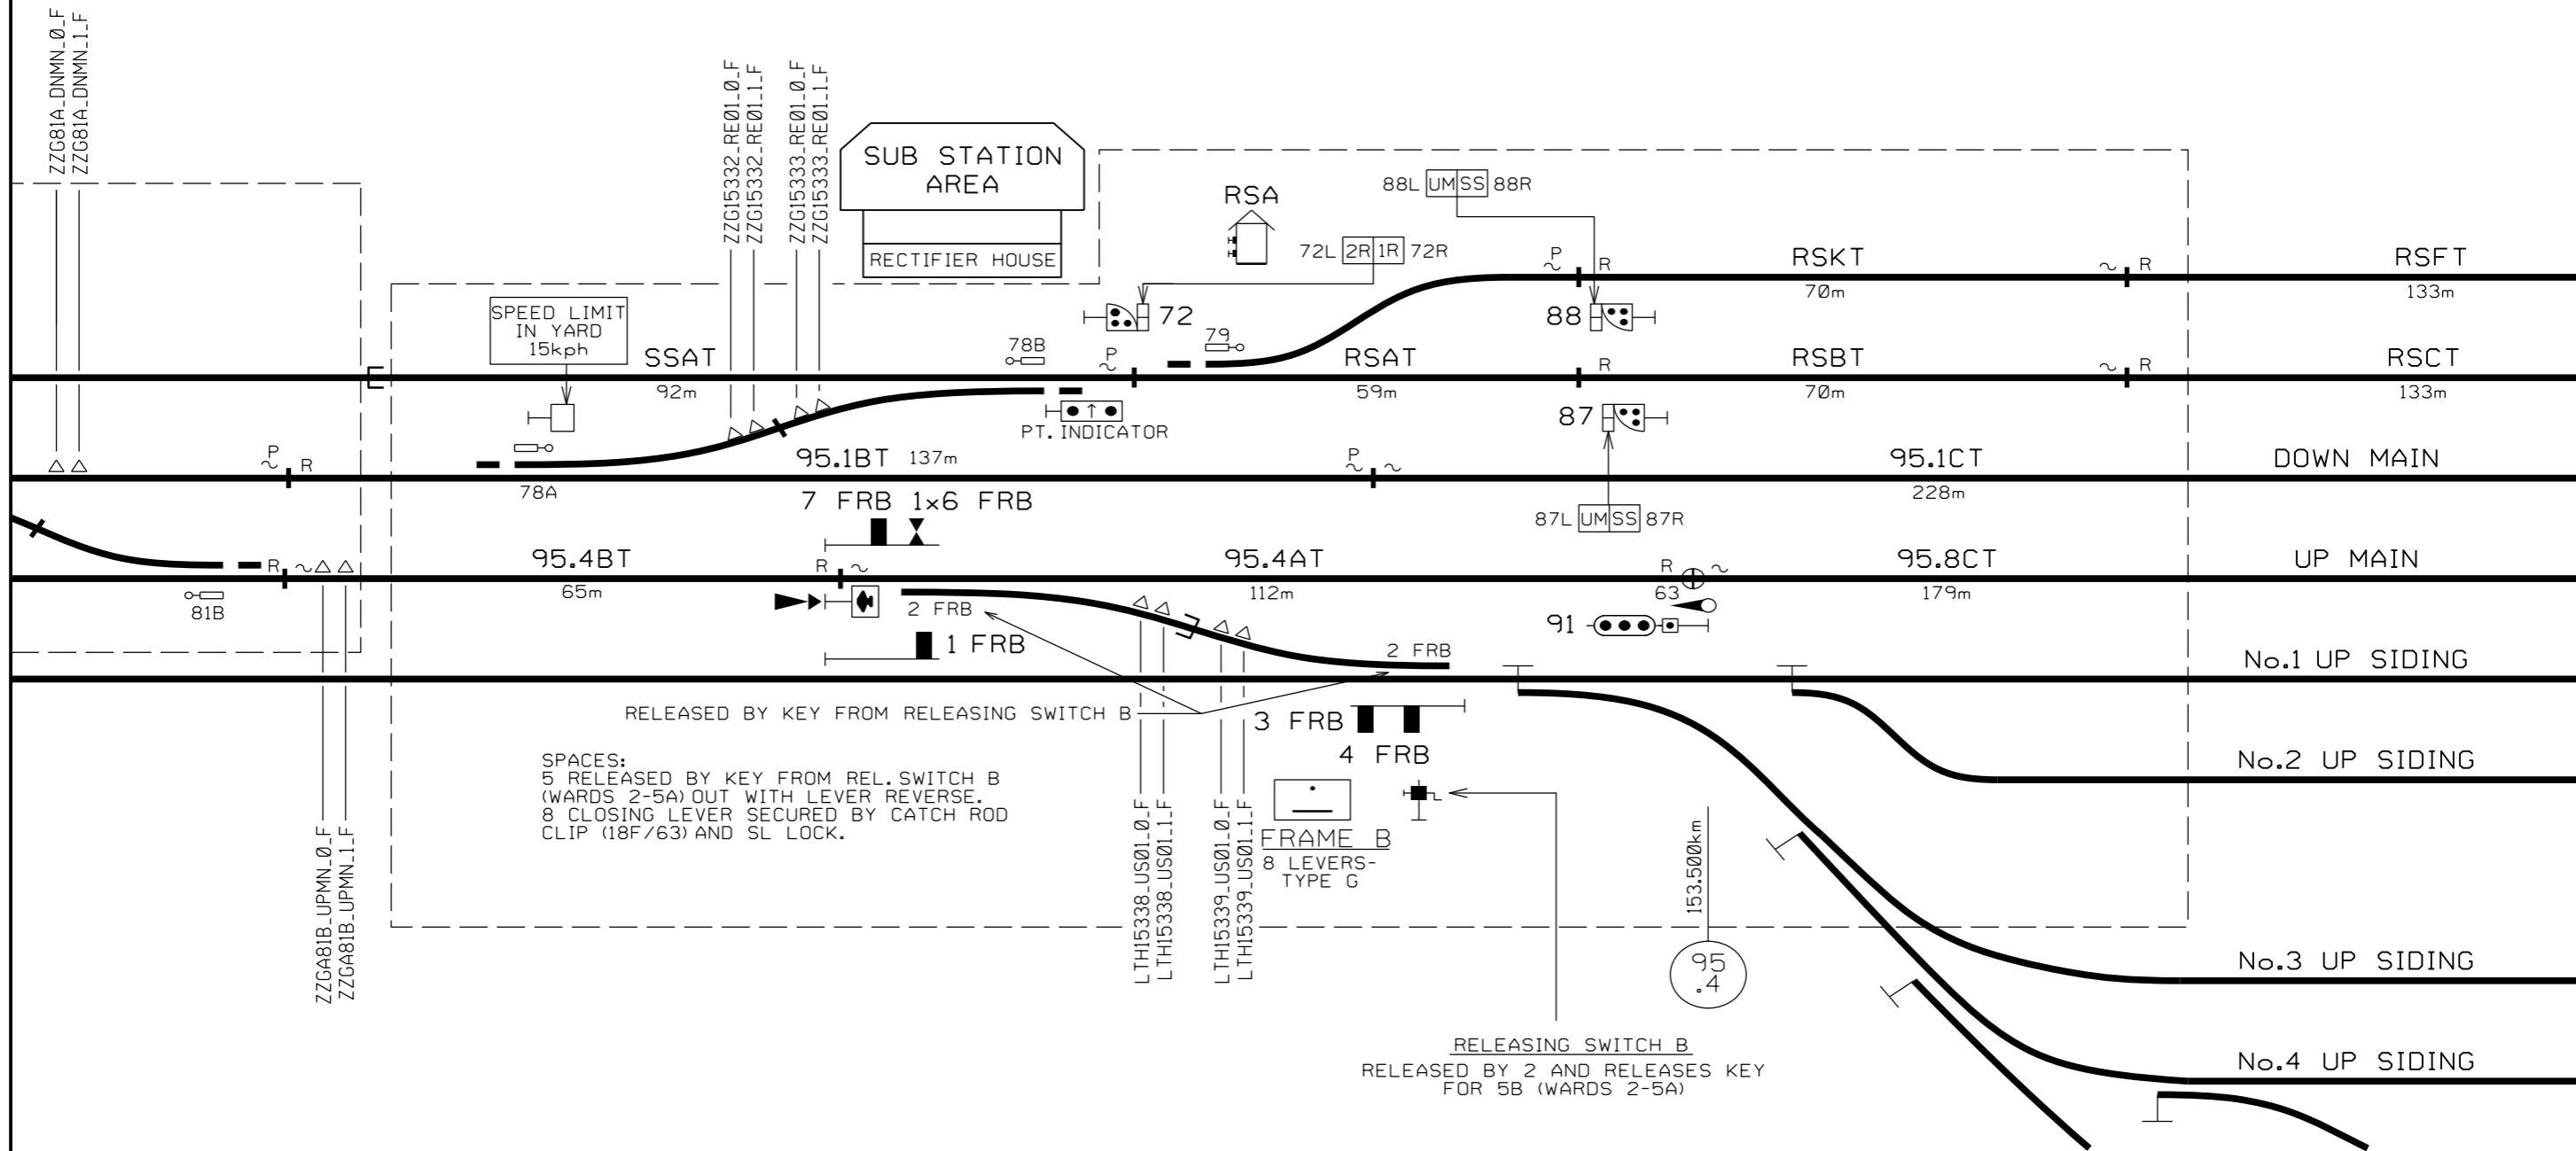 ZZG81A_DNMN_0_F
ZZG81A_DNMN_1_F
ZZG15332_RE01_0_F
ZZG15332_RE01_1_F
ZZG15333_RE01_0_F
ZZG15333_RE01_1_F
SUB STATION
AREA
RECTIFIER HOUSE
RSA
88L UM SS 88R
72L 2R 1R 72R
P R
RSKT
70m
R
RSFT
133m
SPEED LIMIT
IN YARD
15kph
72
88
SSAT
92m
78B
P
79
RSAT
59m
R
RSBT
70m
R
RSCT
133m
PT. INDICATOR
87
P R
78A
95.1BT 137m
P
95.1CT
228m
DOWN MAIN
7 FRB 1x6 FRB
87L UM SS 87R
R
95.4BT
65m
R
95.4AT
112m
R
63
95.8CT
179m
UP MAIN
81B
2 FRB
91
1 FRB
2 FRB
No.1 UP SIDING
RELEASED BY KEY FROM RELEASING SWITCH B
3 FRB
4 FRB
SPACES:
5 RELEASED BY KEY FROM REL. SWITCH B
(WARDS 2-5A) OUT WITH LEVER REVERSE.
8 CLOSING LEVER SECURED BY CATCH ROD
CLIP (18F/63) AND SL LOCK.
No.2 UP SIDING
FRAME B
8 LEVERS-
TYPE G
ZZGA81B_UPMN_0_F
ZZGA81B_UPMN_1_F
LTH15338_US01_0_F
LTH15338_US01_1_F
LTH15339_US01_0_F
LTH15339_US01_1_F
153.500km
95
.4
No.3 UP SIDING
RELEASING SWITCH B
RELEASED BY 2 AND RELEASES KEY
FOR 5B (WARDS 2-5A)
No.4 UP SIDING